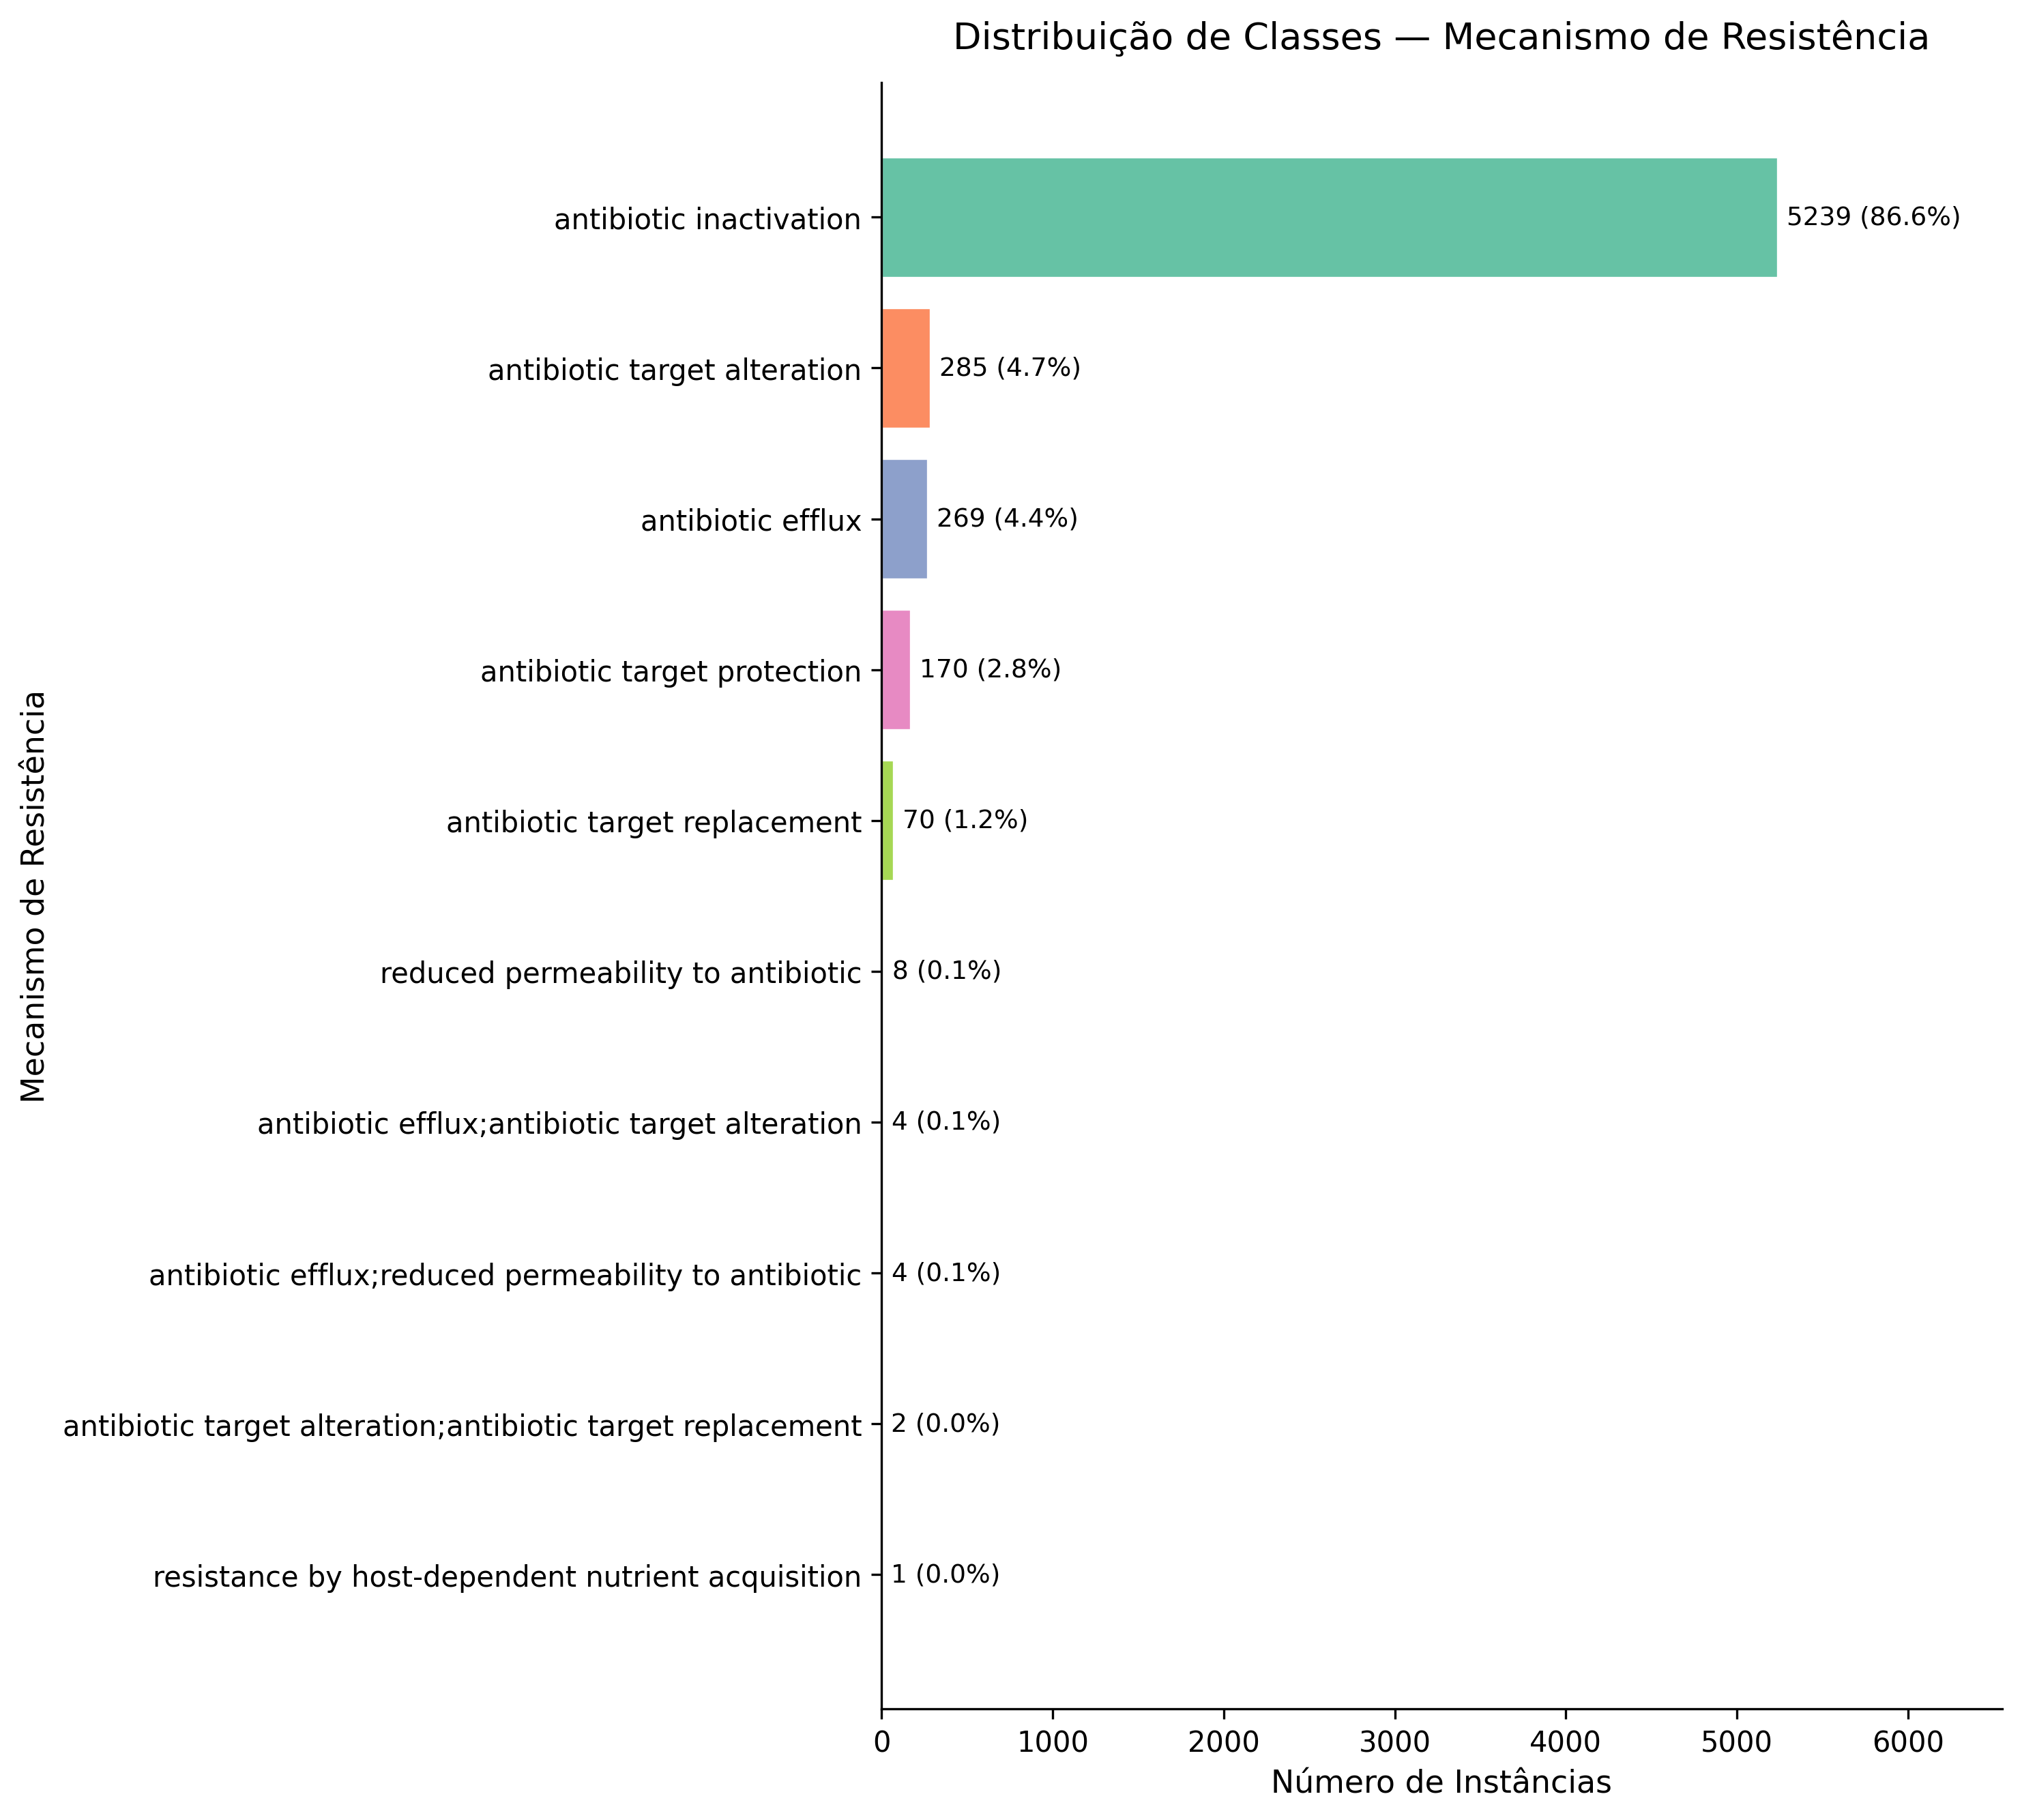 Distribuição de Classes — Mecanismo de Resistência
Mecanismo de Resistência
antibiotic inactivation
5239 (86.6%)
antibiotic target alteration
285 (4.7%)
antibiotic efflux
269 (4.4%)
antibiotic target protection
170 (2.8%)
antibiotic target replacement
70 (1.2%)
reduced permeability to antibiotic
8 (0.1%)
antibiotic efflux;antibiotic target alteration
4 (0.1%)
antibiotic efflux;reduced permeability to antibiotic
4 (0.1%)
antibiotic target alteration;antibiotic target replacement
2 (0.0%)
resistance by host-dependent nutrient acquisition
1 (0.0%)
0 1000 2000 3000 4000 5000 6000
Número de Instâncias